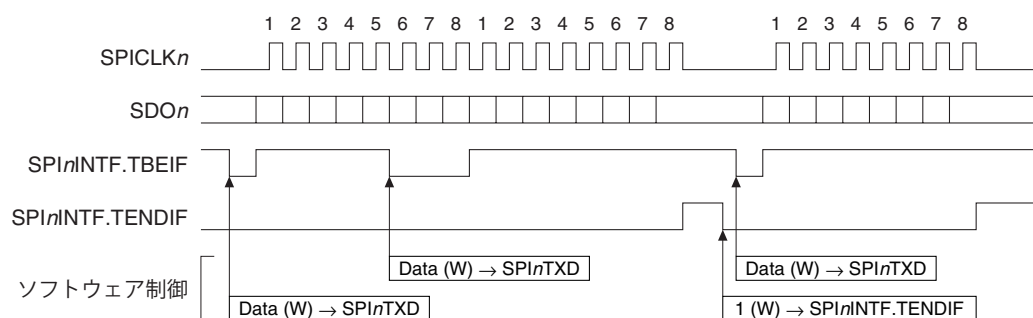 1 2 3 4 5 6 7 8 1 2 3 4 5 6 7 8 1 2 3 4 5 6 7 8
SPICLKn
SDOn
SPInINTF.TBEIF
SPInINTF.TENDIF
Data (W) → SPInTXD Data (W) → SPInTXD
ソフトウェア制御
Data (W) → SPInTXD 1 (W) → SPInINTF.TENDIF